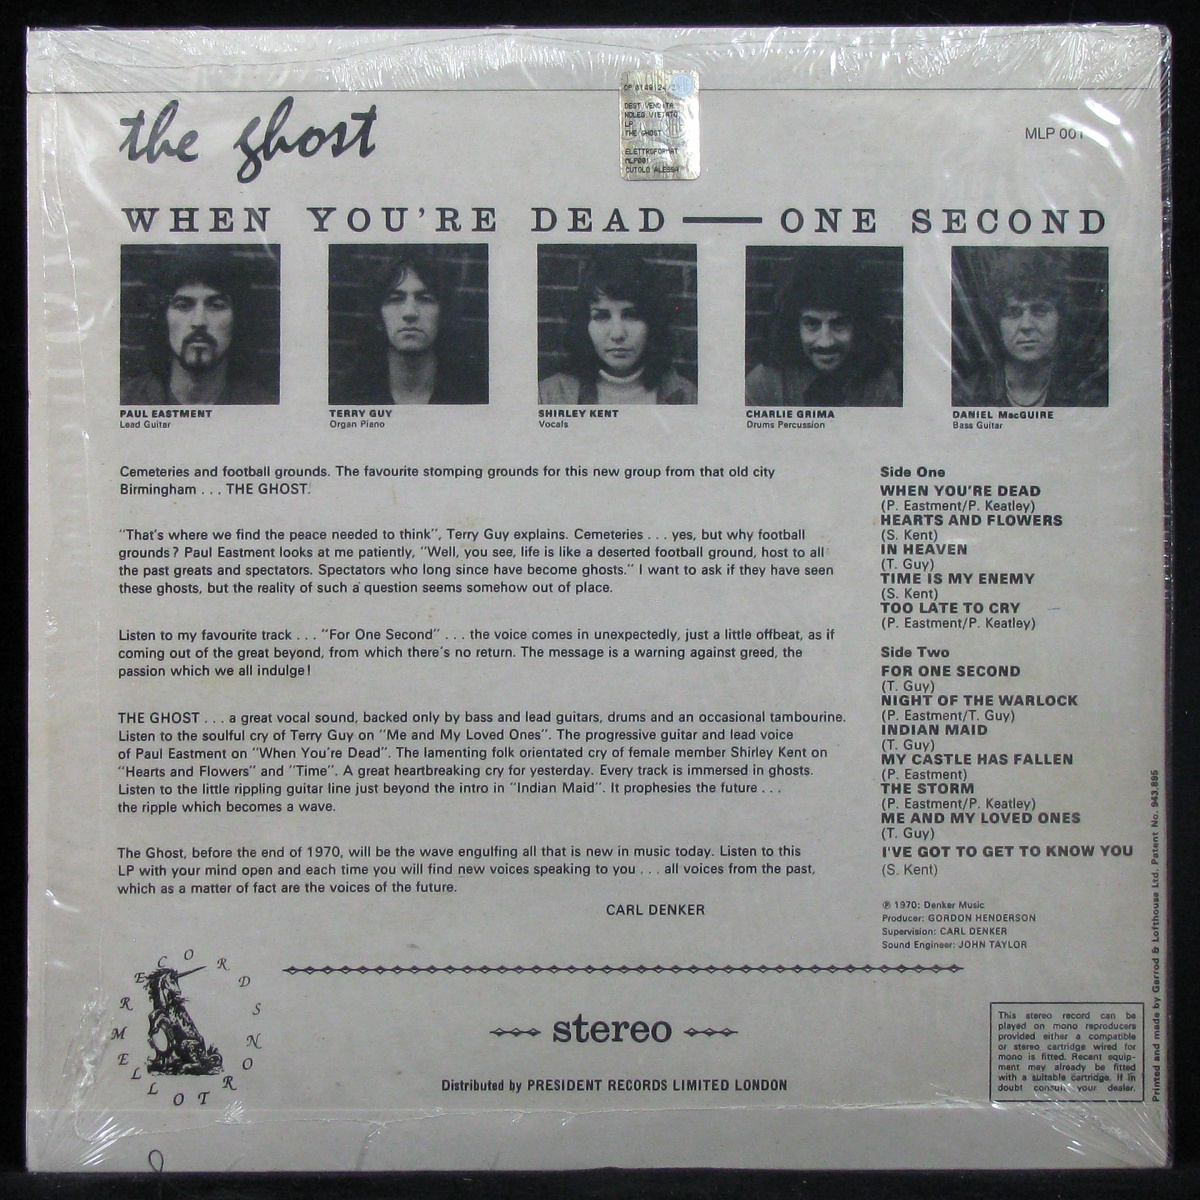 the ghost
MLP 001
CP 0149124/2
DEST.VENDITA
NOLEG.VIETATO
LP
THE GHOST
ELETTROFORMAT
MLP001
CUTOLO ALESSA
WHEN YOU'RE DEAD — ONE SECOND
PAUL EASTMENT
Lead Guitar
TERRY GUY
Organ Piano
SHIRLEY KENT
Vocals
CHARLIE GRIMA
Drums Percussion
DANIEL MacGUIRE
Bass Guitar
Cemeteries and football grounds. The favourite stomping grounds for this new group from that old city
Birmingham . . . THE GHOST.
"That's where we find the peace needed to think", Terry Guy explains. Cemeteries . . . yes, but why football
grounds? Paul Eastment looks at me patiently, "Well, you see, life is like a deserted football ground, host to all
the past greats and spectators. Spectators who long since have become ghosts." I want to ask if they have seen
these ghosts, but the reality of such a question seems somehow out of place.
Listen to my favourite track . . . "For One Second" . . . the voice comes in unexpectedly, just a little offbeat, as if
coming out of the great beyond, from which there's no return. The message is a warning against greed, the
passion which we all indulge!
THE GHOST . . . a great vocal sound, backed only by bass and lead guitars, drums and an occasional tambourine.
Listen to the soulful cry of Terry Guy on "Me and My Loved Ones". The progressive guitar and lead voice
of Paul Eastment on "When You're Dead". The lamenting folk orientated cry of female member Shirley Kent on
"Hearts and Flowers" and "Time". A great heartbreaking cry for yesterday. Every track is immersed in ghosts.
Listen to the little rippling guitar line just beyond the intro in "Indian Maid". It prophesies the future . . .
the ripple which becomes a wave.
The Ghost, before the end of 1970, will be the wave engulfing all that is new in music today. Listen to this
LP with your mind open and each time you will find new voices speaking to you . . . all voices from the past,
which as a matter of fact are the voices of the future.
CARL DENKER
Side One
WHEN YOU'RE DEAD
(P. Eastment/P. Keatley)
HEARTS AND FLOWERS
(S. Kent)
IN HEAVEN
(T. Guy)
TIME IS MY ENEMY
(S. Kent)
TOO LATE TO CRY
(P. Eastment/P. Keatley)
Side Two
FOR ONE SECOND
(T. Guy)
NIGHT OF THE WARLOCK
(P. Eastment/T. Guy)
INDIAN MAID
(T. Guy)
MY CASTLE HAS FALLEN
(P. Eastment)
THE STORM
(P. Eastment/P. Keatley)
ME AND MY LOVED ONES
(T. Guy)
I'VE GOT TO GET TO KNOW YOU
(S. Kent)
℗ 1970: Denker Music
Producer: GORDON HENDERSON
Supervision: CARL DENKER
Sound Engineer: JOHN TAYLOR
MELLOTRON RECORDS
stereo
Distributed by PRESIDENT RECORDS LIMITED LONDON
This stereo record can be
played on mono reproducers
provided either a compatible
or stereo cartridge wired for
mono is fitted. Recent equip-
ment may already be fitted
with a suitable cartridge. If in
doubt consult your dealer.
Printed and made by Garrod & Lofthouse Ltd. Patent No. 943,895